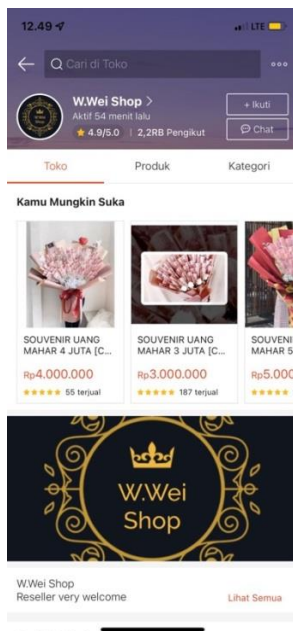 12.49
LTE
Cari di Toko
W.Wei Shop >
Aktif 54 menit lalu
4.9/5.0 | 2,2RB Pengikut
+ Ikuti
Chat
Toko
Produk
Kategori
Kamu Mungkin Suka
SOUVENIR UANG
MAHAR 4 JUTA [C...
Rp4.000.000
55 terjual
SOUVENIR UANG
MAHAR 3 JUTA [C...
Rp3.000.000
187 terjual
SOUVENI
MAHAR 5
Rp5.000
W.Wei
Shop
W.Wei Shop
Reseller very welcome
Lihat Semua